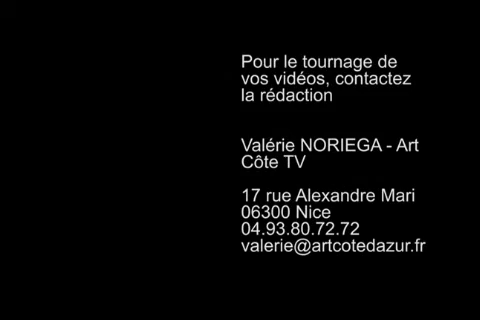 Pour le tournage de
vos vidéos, contactez
la rédaction
Valérie NORIEGA - Art
Côte TV
17 rue Alexandre Mari
06300 Nice
04.93.80.72.72
valerie@artcotedazur.fr